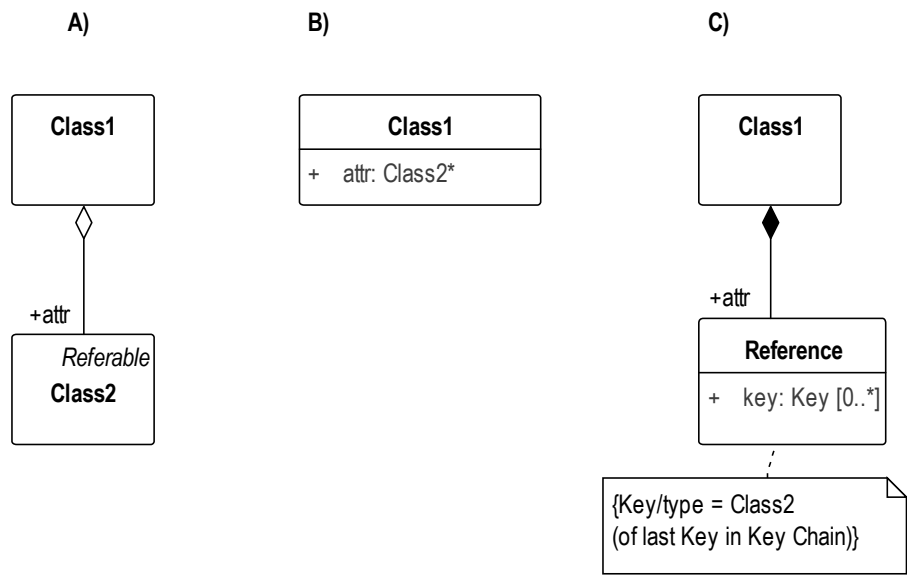 A)
B)
C)
Class1
+attr
Referable
Class2
Class1
+ attr: Class2*
Class1
+attr
Reference
+ key: Key [0..*]
{Key/type = Class2
(of last Key in Key Chain)}